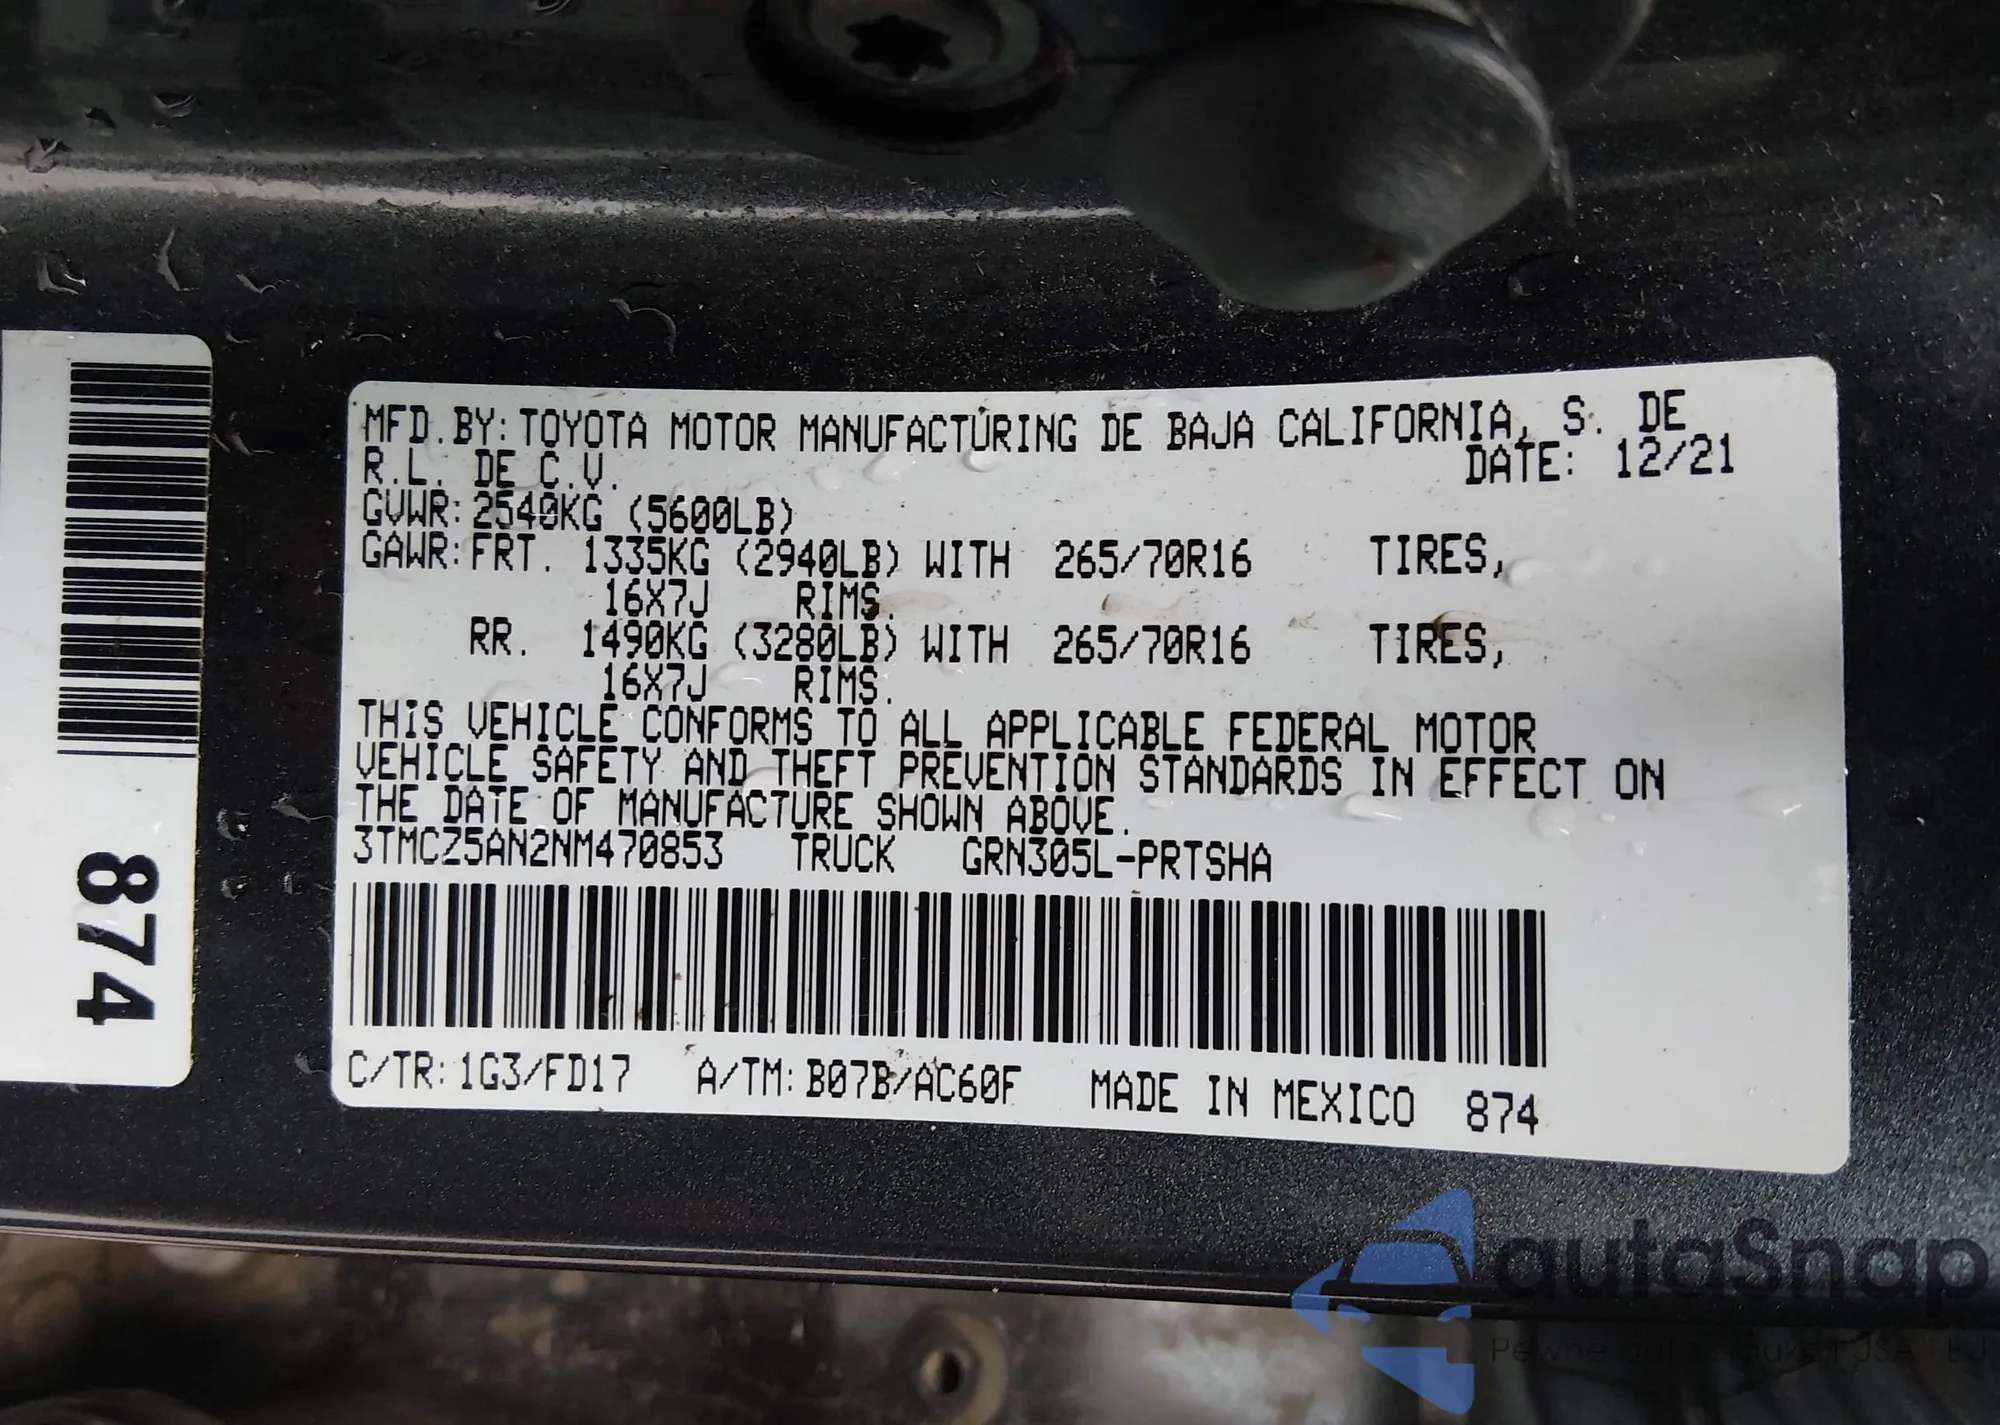 MFD.BY:TOYOTA MOTOR MANUFACTURING DE BAJA CALIFORNIA, S. DE
R.L. DE C.V. DATE: 12/21
GVWR:2540KG (5600LB)
GAWR:FRT. 1335KG (2940LB) WITH 265/70R16 TIRES,
16X7J RIMS.
RR. 1490KG (3280LB) WITH 265/70R16 TIRES,
16X7J RIMS.
THIS VEHICLE CONFORMS TO ALL APPLICABLE FEDERAL MOTOR
VEHICLE SAFETY AND THEFT PREVENTION STANDARDS IN EFFECT ON
THE DATE OF MANUFACTURE SHOWN ABOVE.
3TMCZ5AN2NM470853 TRUCK GRN305L-PRTSHA
C/TR:1G3/FD17 A/TM:B07B/AC60F MADE IN MEXICO 874
874
autaSnap
Pewne auta